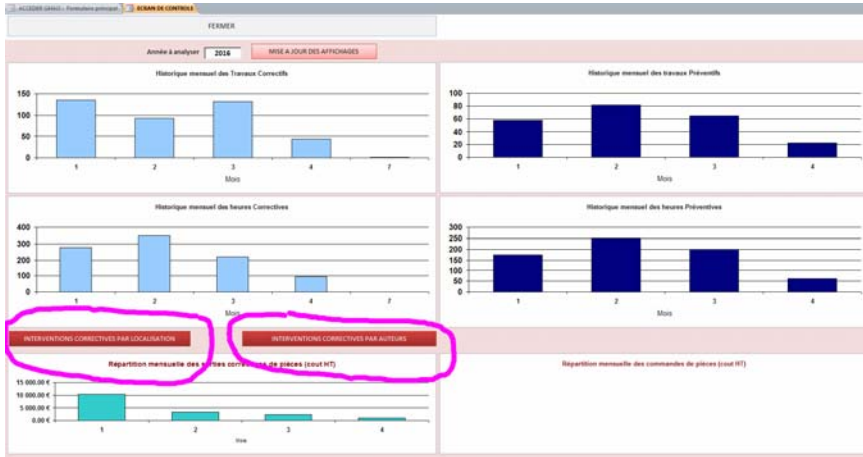 ACCEDER GMAO - Formulaire principal ECRAN DE CONTROLE
FERMER
Année à analyser 2016 MISE A JOUR DES AFFICHAGES
Historique mensuel des Travaux Correctifs
150
100
50
0
1 2 3 4 7
Mois
Historique mensuel des travaux Préventifs
100
80
60
40
20
0
1 2 3 4
Mois
Historique mensuel des heures Correctives
400
300
200
100
0
1 2 3 4 7
Mois
Historique mensuel des heures Préventives
300
250
200
150
100
50
0
1 2 3 4
Mois
INTERVENTIONS CORRECTIVES PAR LOCALISATION INTERVENTIONS CORRECTIVES PAR AUTEURS
Répartition mensuelle des sorties de pièces (cout HT)
15 000.00 €
10 000.00 €
5 000.00 €
0.00 €
1 2 3 4
Répartition mensuelle des commandes de pièces (cout HT)